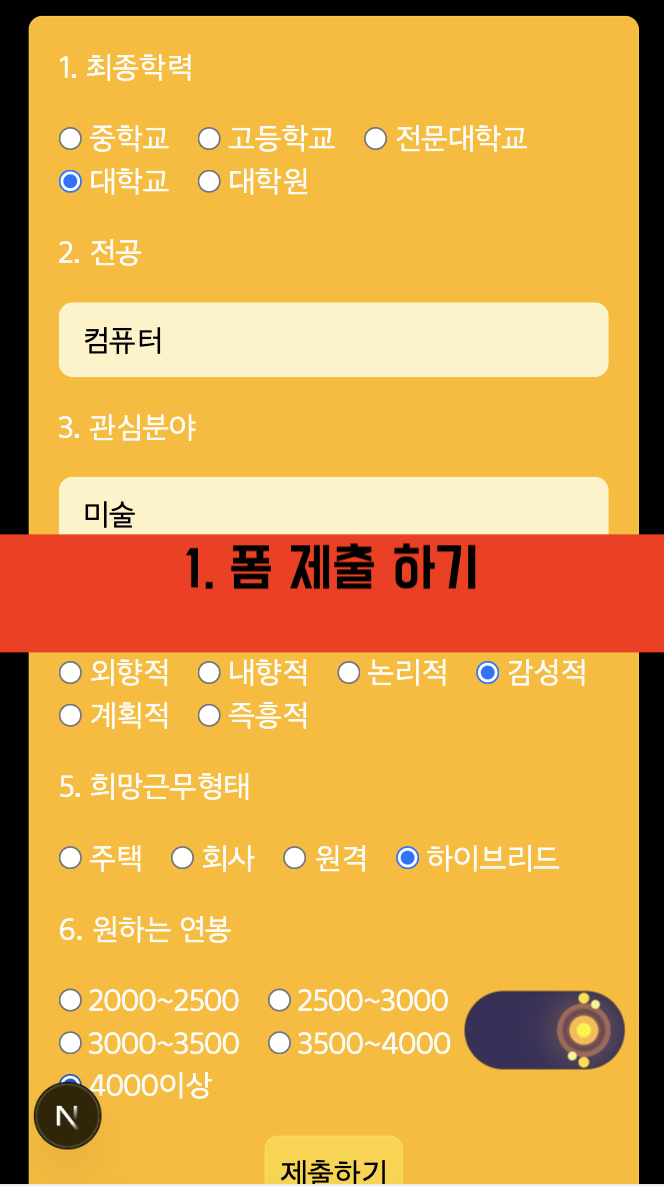 1. 최종학력
중학교 고등학교 전문대학교
대학교 대학원
2. 전공
컴퓨터
3. 관심분야
미술
1. 폼 제출 하기
외향적 내향적 논리적 감성적
계획적 즉흥적
5. 희망근무형태
주택 회사 원격 하이브리드
6. 원하는 연봉
2000~2500 2500~3000
3000~3500 3500~4000
4000이상
N
제출하기